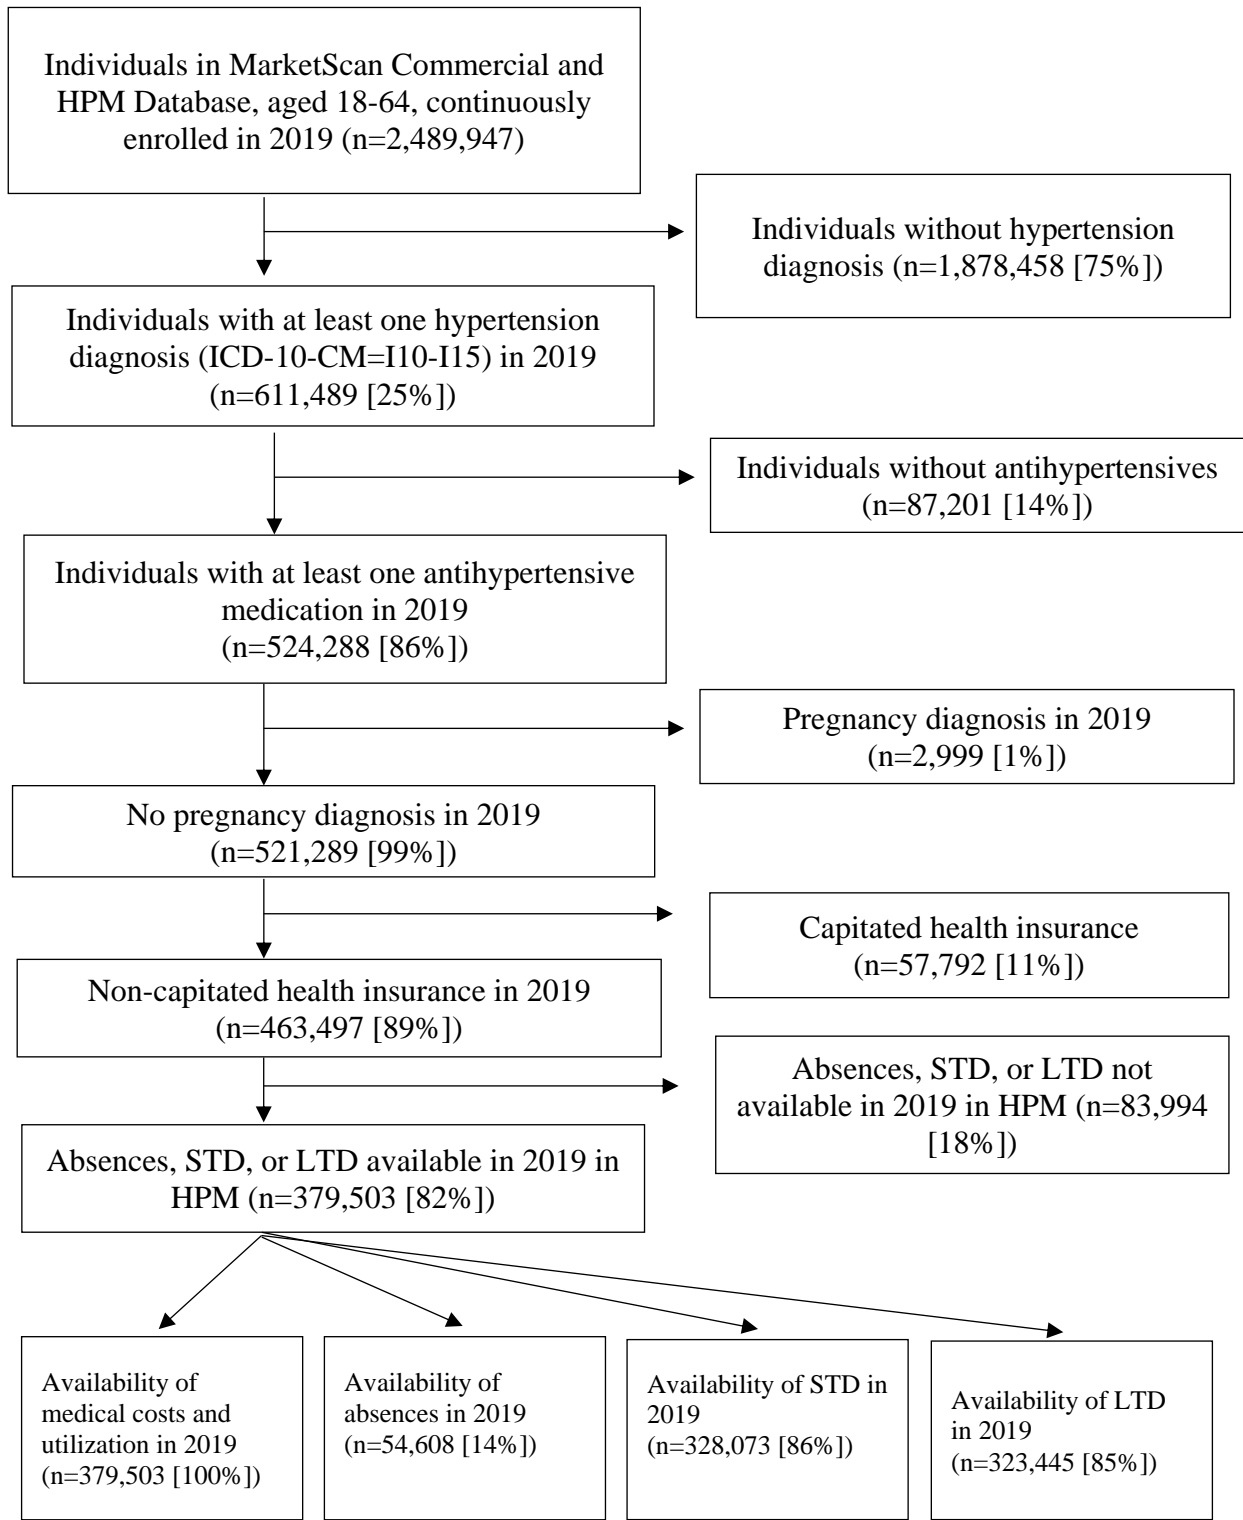 Individuals in MarketScan Commercial and
HPM Database, aged 18-64, continuously
enrolled in 2019 (n=2,489,947)
Individuals without hypertension
diagnosis (n=1,878,458 [75%])
Individuals with at least one hypertension
diagnosis (ICD-10-CM=I10-I15) in 2019
(n=611,489 [25%])
Individuals without antihypertensives
(n=87,201 [14%])
Individuals with at least one antihypertensive
medication in 2019
(n=524,288 [86%])
Pregnancy diagnosis in 2019
(n=2,999 [1%])
No pregnancy diagnosis in 2019
(n=521,289 [99%])
Capitated health insurance
(n=57,792 [11%])
Non-capitated health insurance in 2019
(n=463,497 [89%])
Absences, STD, or LTD not
available in 2019 in HPM (n=83,994
[18%])
Absences, STD, or LTD available in 2019 in
HPM (n=379,503 [82%])
Availability of
medical costs and
utilization in 2019
(n=379,503 [100%])
Availability of
absences in 2019
(n=54,608 [14%])
Availability of STD in
2019
(n=328,073 [86%])
Availability of LTD
in 2019
(n=323,445 [85%])